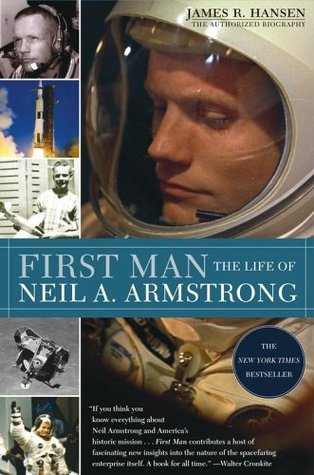 JAMES R. HANSEN
THE AUTHORIZED BIOGRAPHY
FIRST MAN THE LIFE OF
NEIL A. ARMSTRONG
THE
NEW YORK TIMES
BESTSELLER
"If you think you
know everything about
Neil Armstrong and America's
historic mission . . . First Man contributes a host of
fascinating new insights into the nature of the spacefaring
enterprise itself. A book for all time." —Walter Cronkite